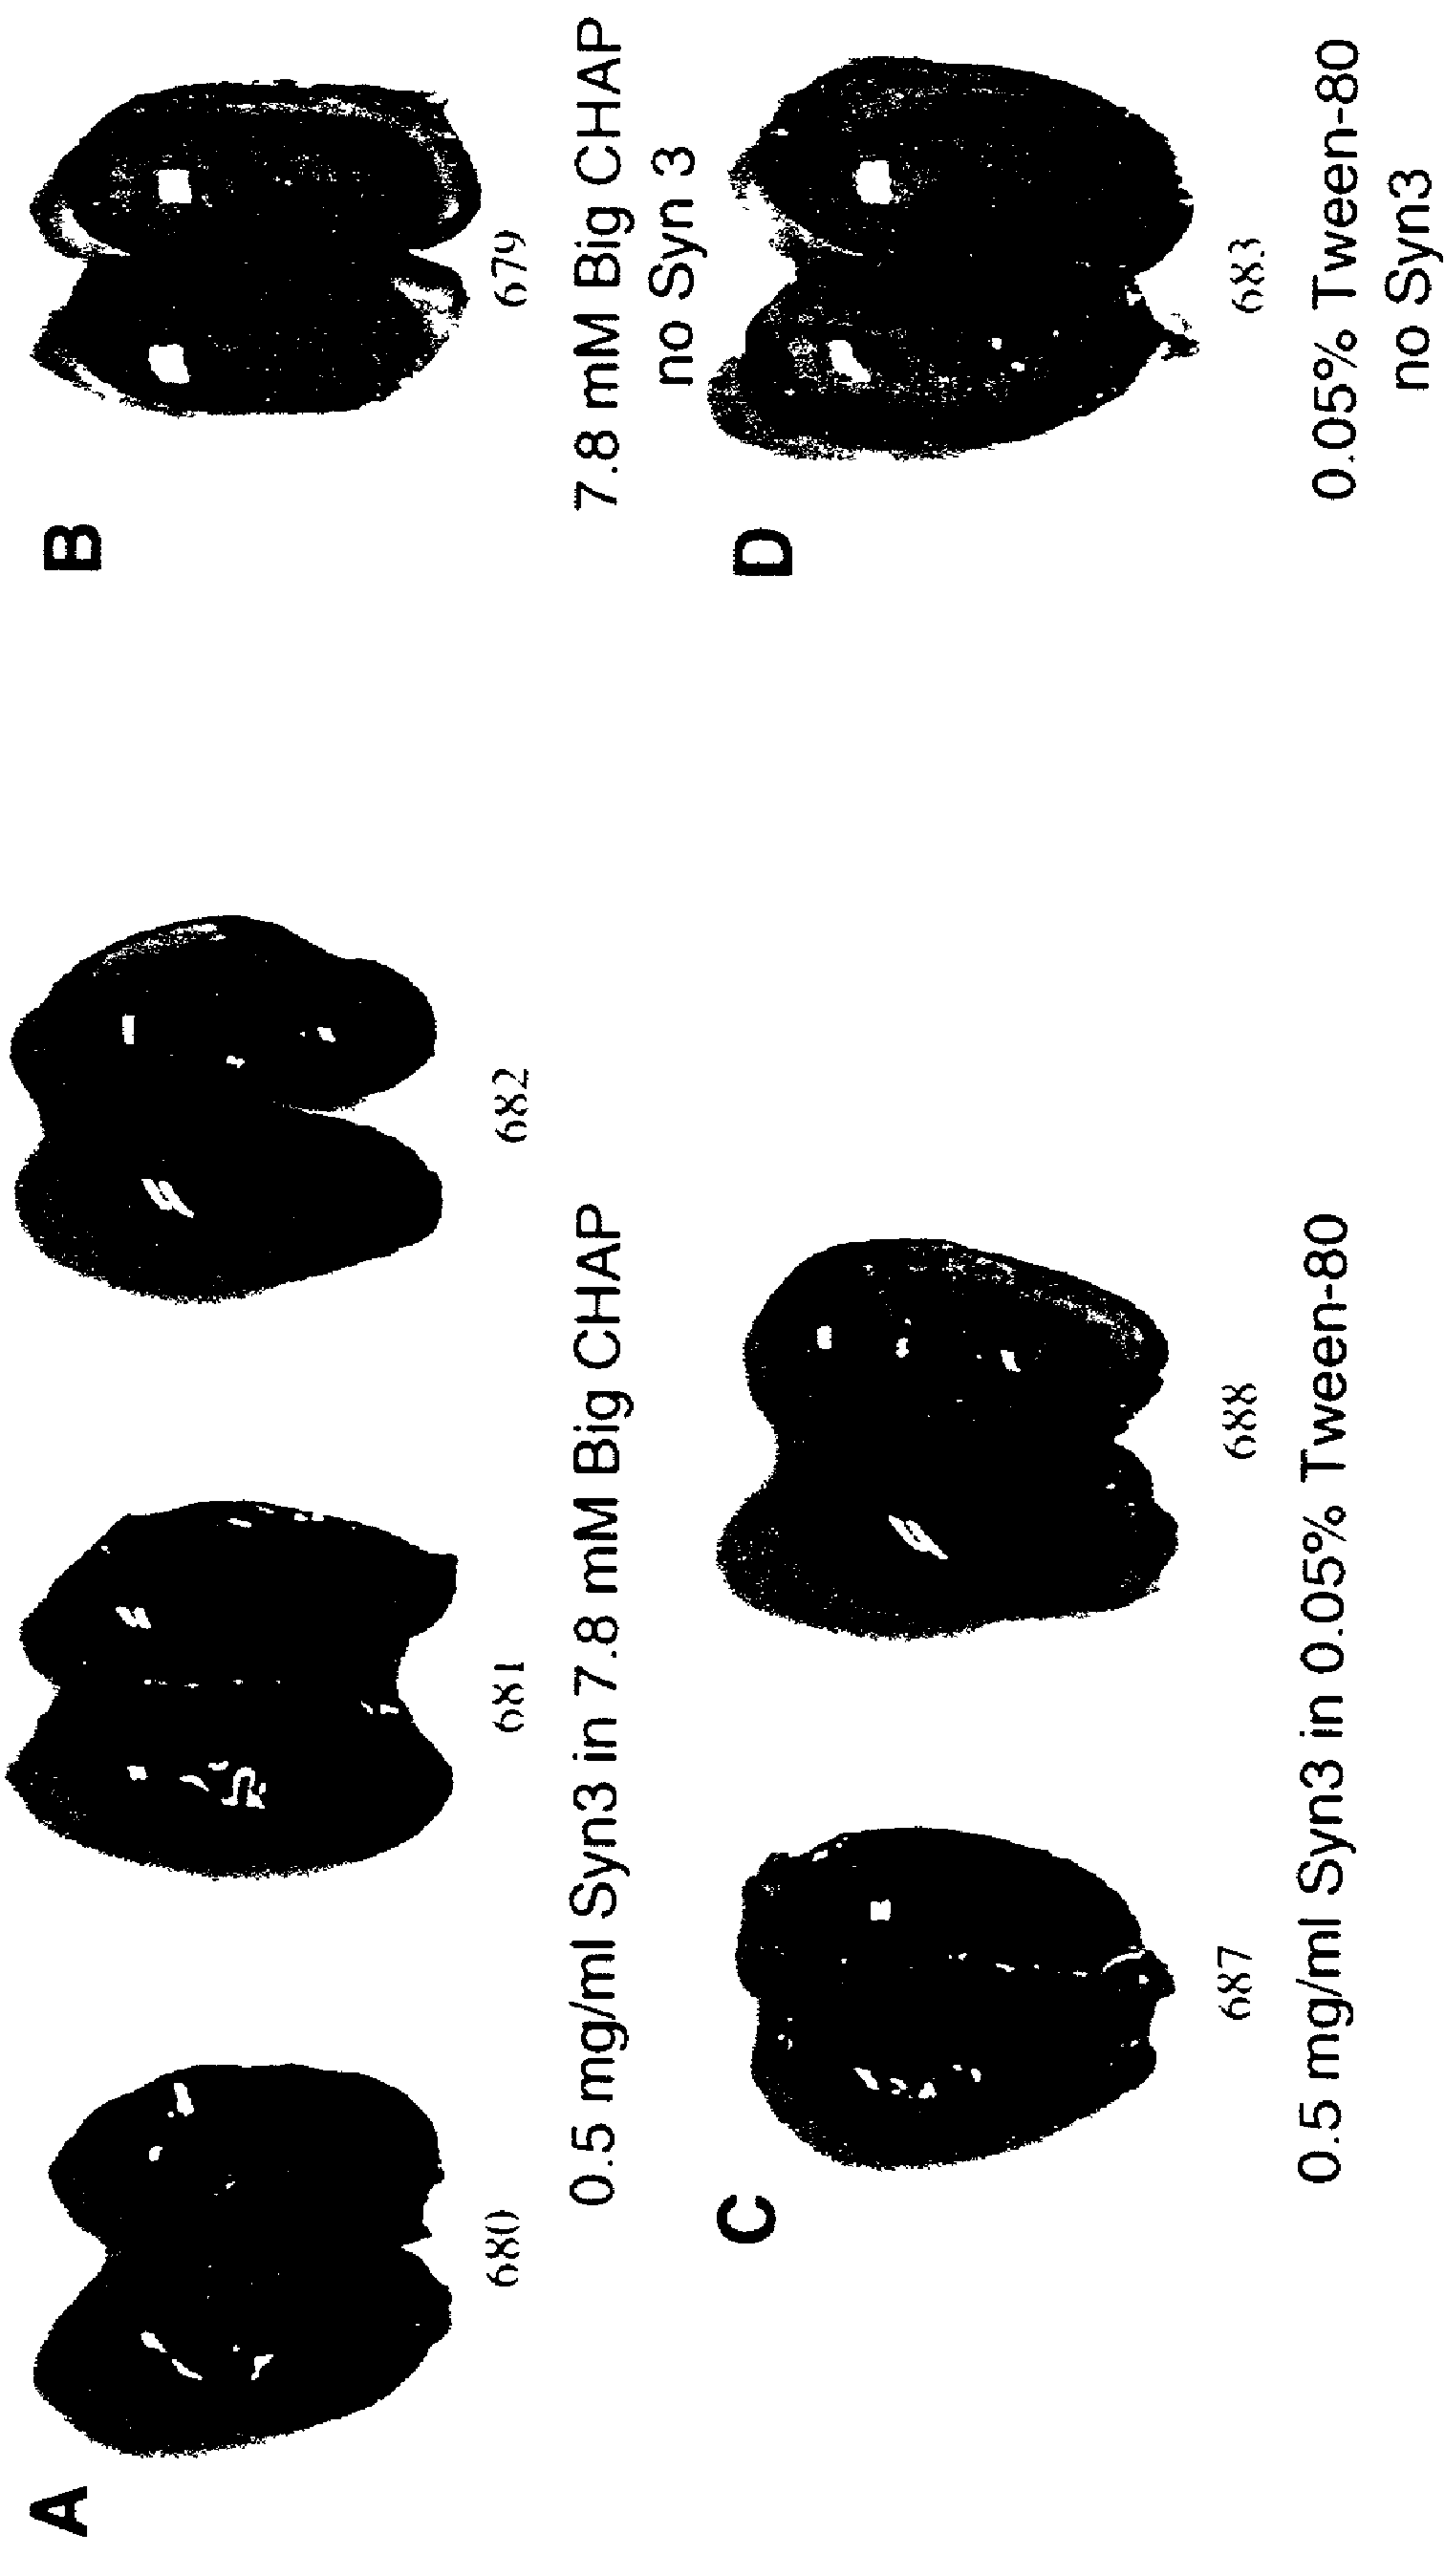 A
680
681
682
0.5 mg/ml Syn3 in 7.8 mM Big CHAP
B
679
7.8 mM Big CHAP
no Syn 3
C
687
688
0.5 mg/ml Syn3 in 0.05% Tween-80
D
683
0.05% Tween-80
no Syn3